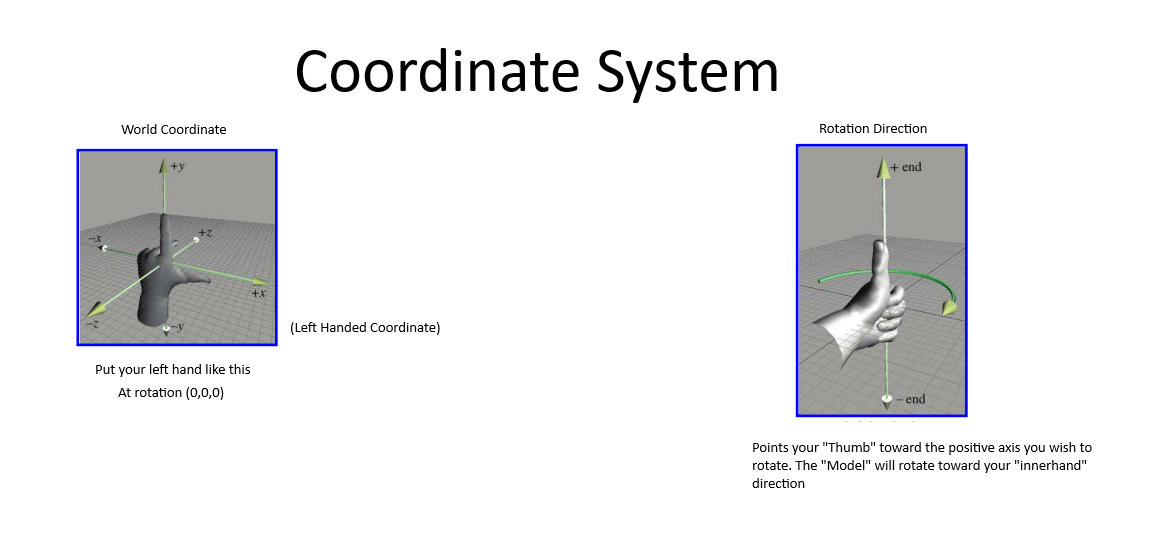 Coordinate System
World Coordinate
Rotation Direction
+y
+z
–x
+x
–z
–y
(Left Handed Coordinate)
Put your left hand like this
At rotation (0,0,0)
+ end
– end
Points your "Thumb" toward the positive axis you wish to
rotate. The "Model" will rotate toward your "innerhand"
direction